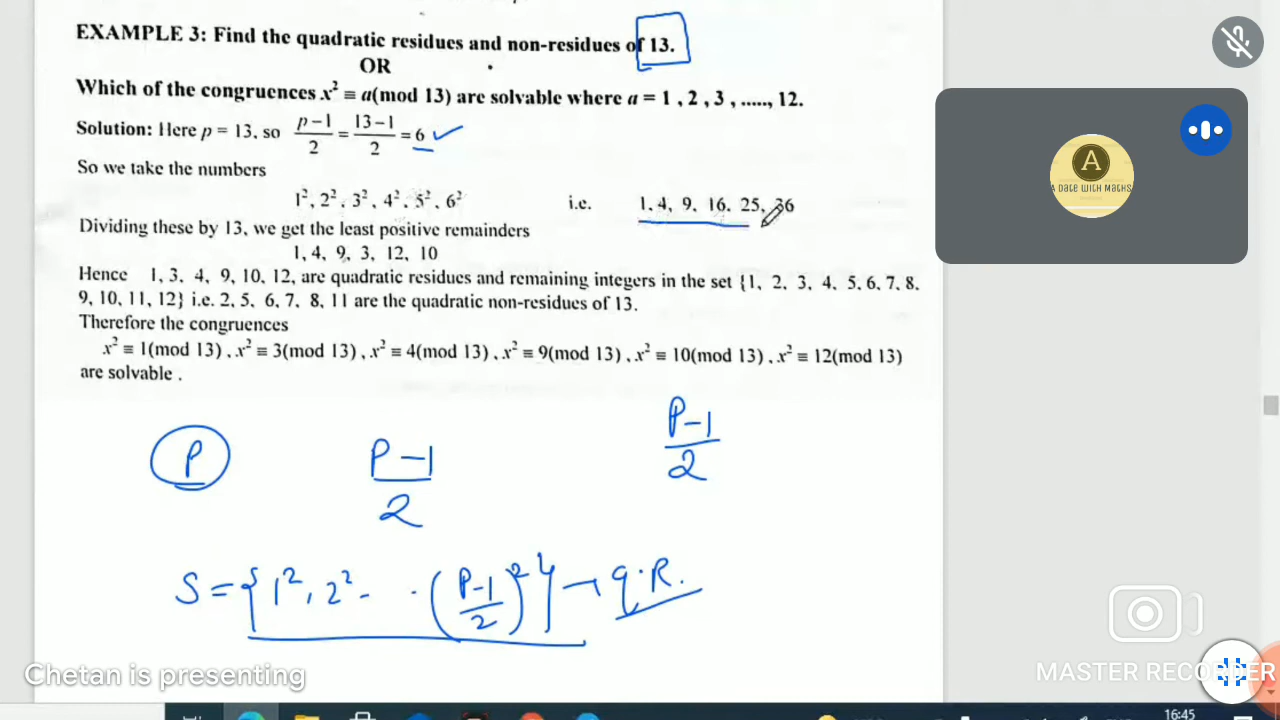 EXAMPLE 3: Find the quadratic residues and non-residues of 13.
OR
Which of the congruences x² ≡ a(mod 13) are solvable where a = 1 , 2 , 3 , ....., 12.
Solution: Here p = 13, so p−1/2 = 13−1/2 = 6
So we take the numbers
1², 2², 3², 4², 5², 6² i.e. 1, 4, 9, 16, 25, 36
Dividing these by 13, we get the least positive remainders
1, 4, 9, 3, 12, 10
Hence 1, 3, 4, 9, 10, 12, are quadratic residues and remaining integers in the set {1, 2, 3, 4, 5, 6, 7, 8,
9, 10, 11, 12} i.e. 2, 5, 6, 7, 8, 11 are the quadratic non-residues of 13.
Therefore the congruences
x² ≡ 1(mod 13) , x² ≡ 3(mod 13) , x² ≡ 4(mod 13) , x² ≡ 9(mod 13) , x² ≡ 10(mod 13) , x² ≡ 12(mod 13)
are solvable .
P P−1/2 P−1/2
S = {1², 2² - . . (P−1/2)²} → q.R.
A
A DATE WITH MATHS
Chetan is presenting
MASTER RECORDER
16:45